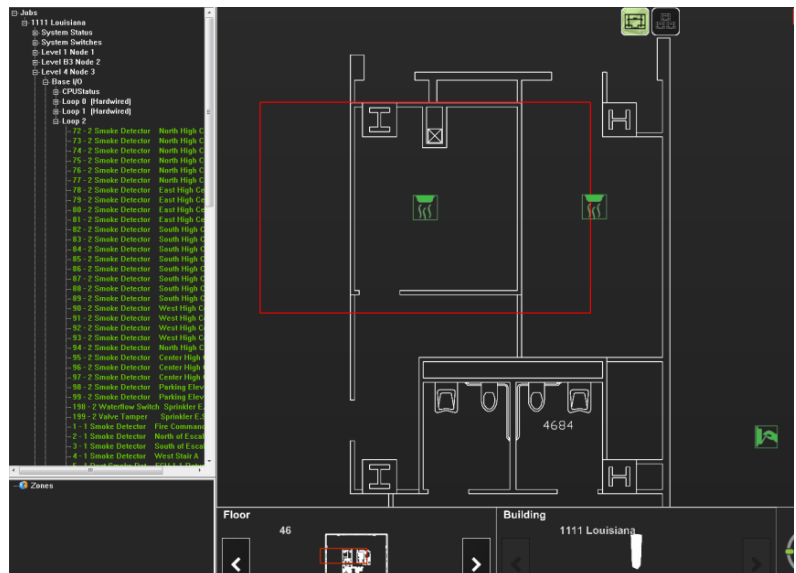 Jobs
1111 Louisiana
System Status
System Switches
Level 1 Node 1
Level B3 Node 2
Level 4 Node 3
Base I/O
CPUStatus
Loop 0 (Hardwired)
Loop 1 (Hardwired)
Loop 2
72 - 2 Smoke Detector North High C
73 - 2 Smoke Detector North High C
74 - 2 Smoke Detector North High C
75 - 2 Smoke Detector North High C
76 - 2 Smoke Detector North High C
77 - 2 Smoke Detector North High C
78 - 2 Smoke Detector East High Ce
79 - 2 Smoke Detector East High Ce
80 - 2 Smoke Detector East High Ce
81 - 2 Smoke Detector East High Ce
82 - 2 Smoke Detector South High C
83 - 2 Smoke Detector South High C
84 - 2 Smoke Detector South High C
85 - 2 Smoke Detector South High C
86 - 2 Smoke Detector South High C
87 - 2 Smoke Detector South High C
88 - 2 Smoke Detector South High C
89 - 2 Smoke Detector South High C
90 - 2 Smoke Detector West High C
91 - 2 Smoke Detector West High C
92 - 2 Smoke Detector West High C
93 - 2 Smoke Detector West High C
94 - 2 Smoke Detector North High C
95 - 2 Smoke Detector Center High
96 - 2 Smoke Detector Center High
97 - 2 Smoke Detector Center High
98 - 2 Smoke Detector Parking Elev
99 - 2 Smoke Detector Parking Elev
198 - 2 Waterflow Switch Sprinkler E.
199 - 2 Valve Tamper Sprinkler E.S
1 - 1 Smoke Detector Fire Command
2 - 1 Smoke Detector North of Escal
3 - 1 Smoke Detector South of Escal
4 - 1 Smoke Detector West Stair A
Zones
4684
Floor
46
Building
1111 Louisiana